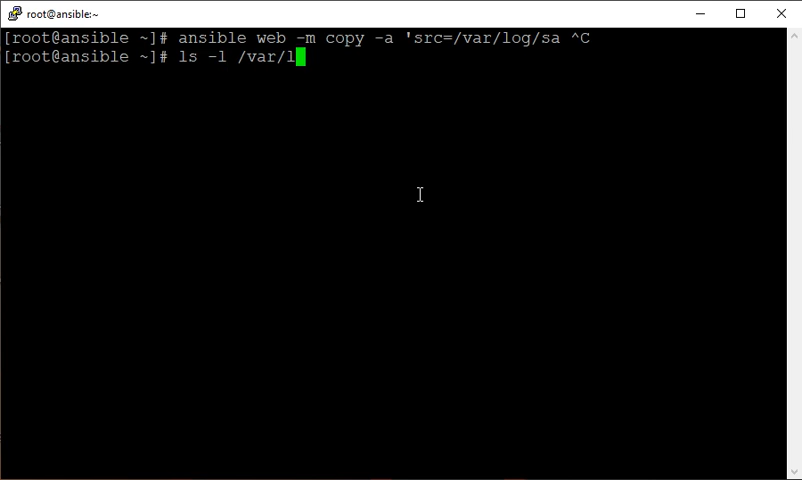 root@ansible:~
[root@ansible ~]# ansible web -m copy -a 'src=/var/log/sa ^C
[root@ansible ~]# ls -l /var/l